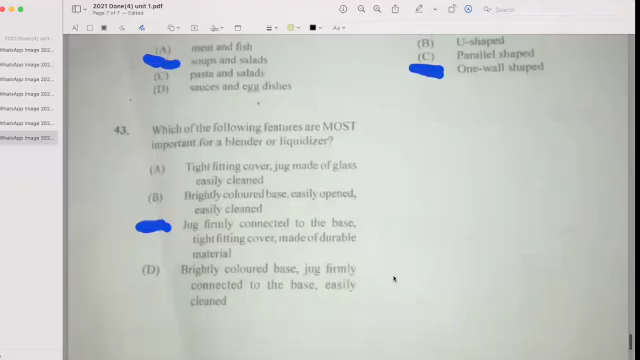 2021 Done(4) unit 1.pdf
Page 7 of 7 – Edited
Search
WhatsApp Image 202...
WhatsApp Image 202...
WhatsApp Image 202...
WhatsApp Image 202...
WhatsApp Image 202...
WhatsApp Image 202...
(A) meat and fish
soups and salads
(C) pasta and salads
(D) sauces and egg dishes
(B) U-shaped
(C) Parallel shaped
One-wall shaped
43. Which of the following features are MOST
important for a blender or liquidizer?
(A) Tight fitting cover, jug made of glass
easily cleaned
(B) Brightly coloured base, easily opened,
easily cleaned
Jug firmly connected to the base,
tight fitting cover, made of durable
material
(D) Brightly coloured base, jug firmly
connected to the base, easily
cleaned